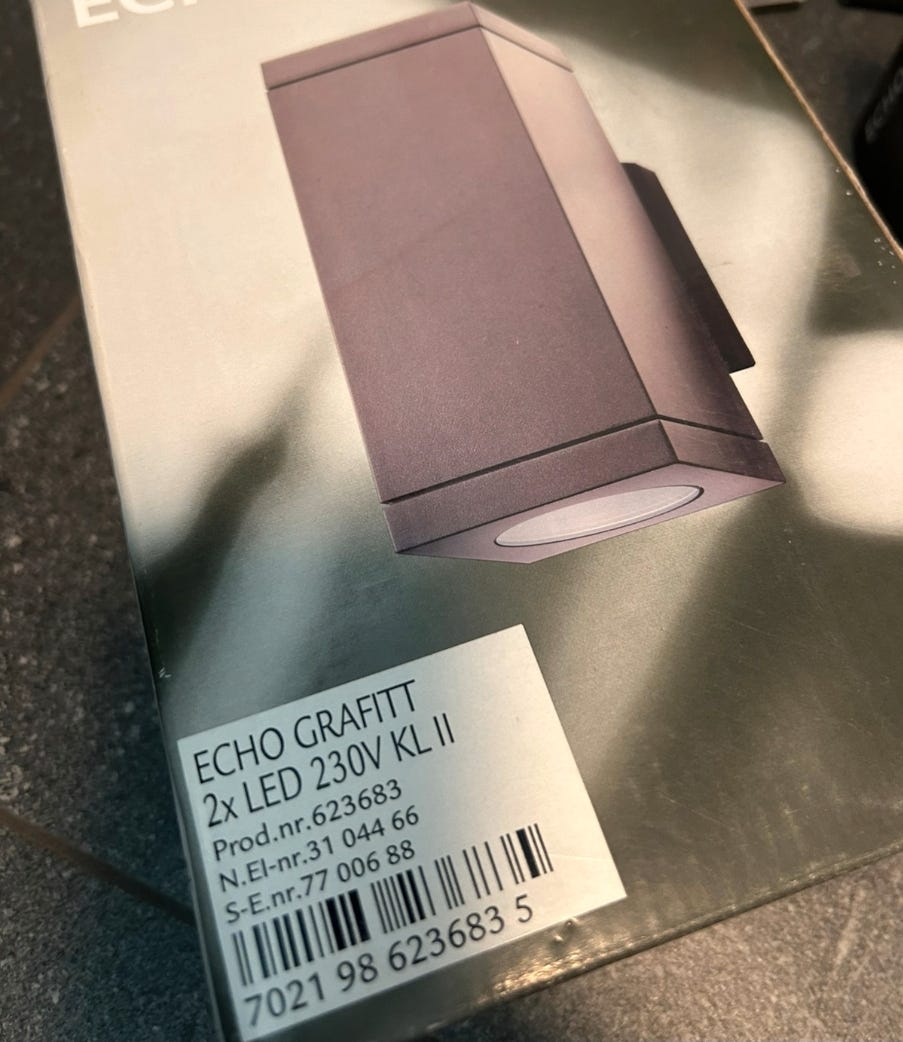 ECHO GRAFITT
2x LED 230V KL II
Prod.nr.623683
N.El-nr.31 044 66
S-E.nr.77 006 88
7021 98 623683 5